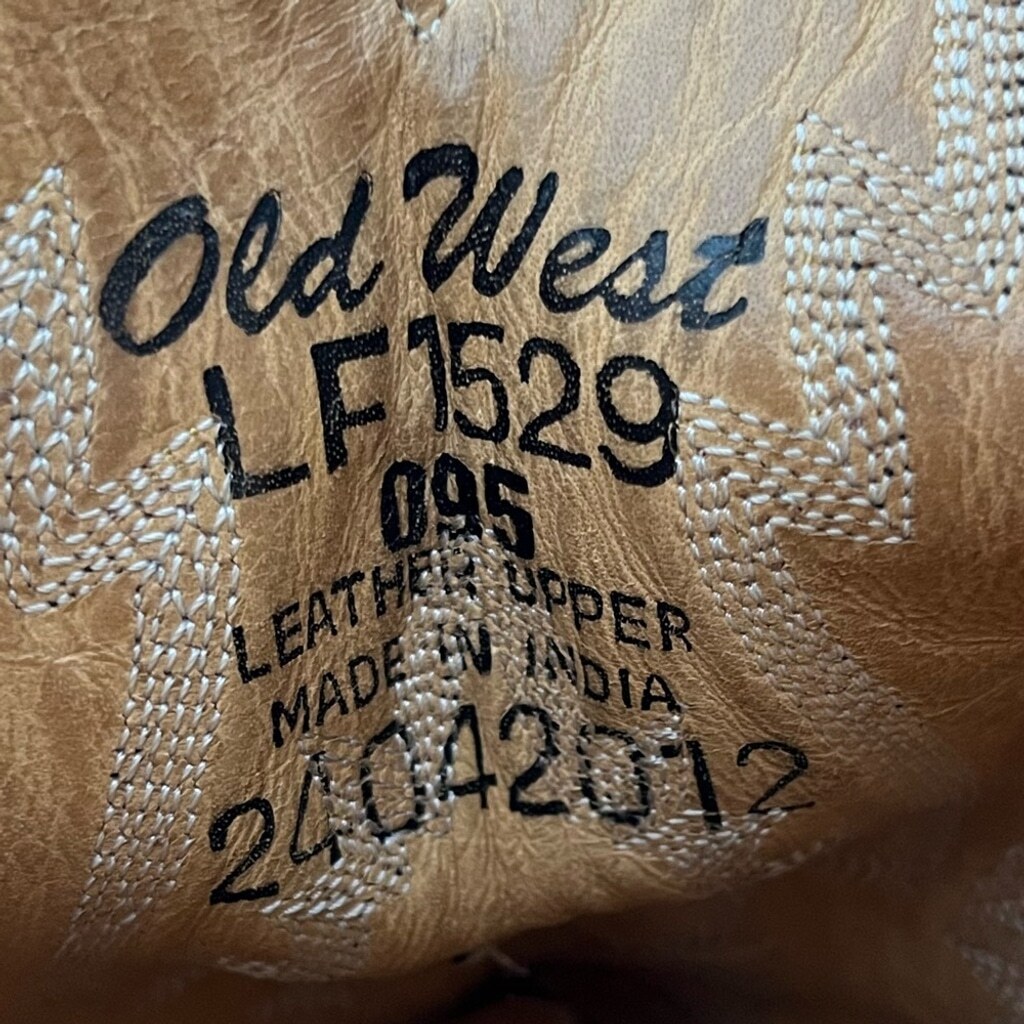 Old West
LF1529
095
LEATHER UPPER
MADE IN INDIA
24042012